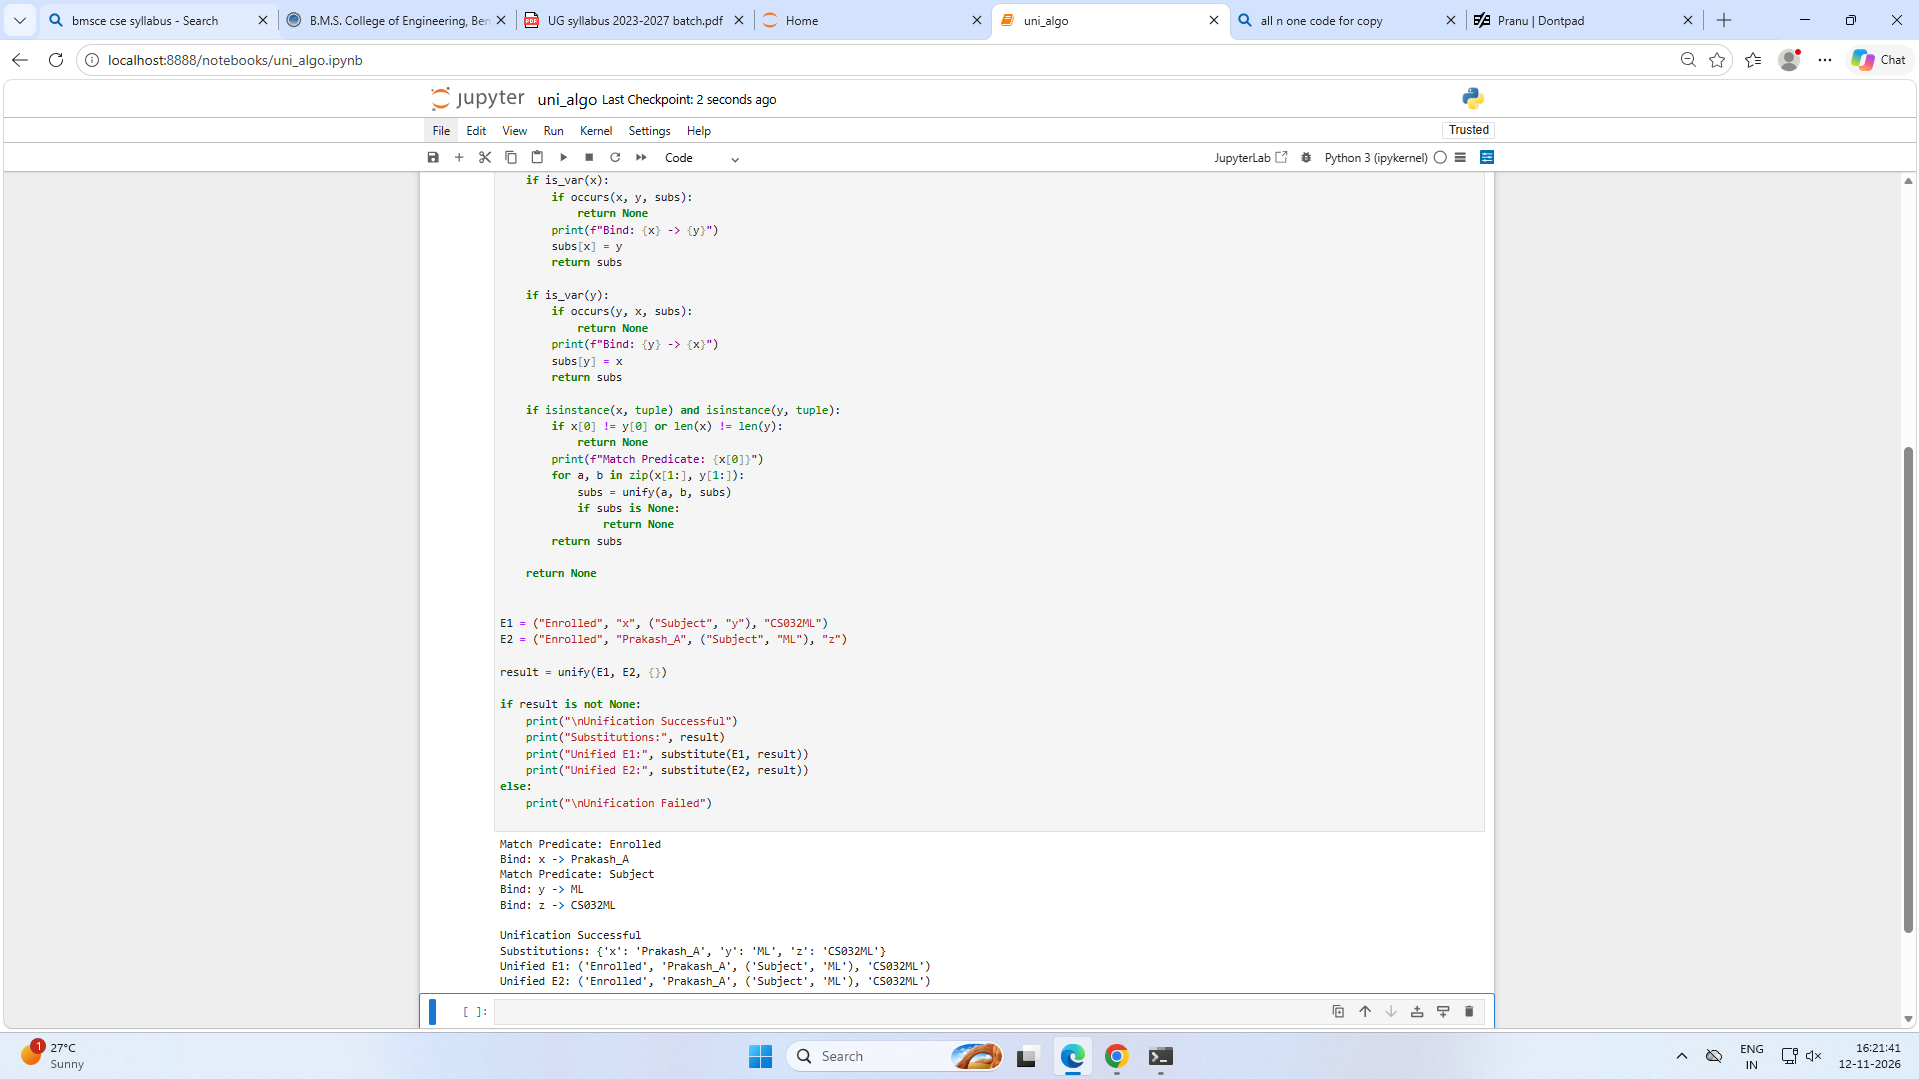 bmsce cse syllabus - Search
B.M.S. College of Engineering, Ben
UG syllabus 2023-2027 batch.pdf
Home
uni_algo
all n one code for copy
Pranu | Dontpad
localhost:8888/notebooks/uni_algo.ipynb
Chat
jupyter uni_algo Last Checkpoint: 2 seconds ago
File Edit View Run Kernel Settings Help
Trusted
Code
JupyterLab
Python 3 (ipykernel)
    if is_var(x):
        if occurs(x, y, subs):
            return None
        print(f"Bind: {x} -> {y}")
        subs[x] = y
        return subs
    if is_var(y):
        if occurs(y, x, subs):
            return None
        print(f"Bind: {y} -> {x}")
        subs[y] = x
        return subs
    if isinstance(x, tuple) and isinstance(y, tuple):
        if x[0] != y[0] or len(x) != len(y):
            return None
        print(f"Match Predicate: {x[0]}")
        for a, b in zip(x[1:], y[1:]):
            subs = unify(a, b, subs)
            if subs is None:
                return None
        return subs
    return None
E1 = ("Enrolled", "x", ("Subject", "y"), "CS032ML")
E2 = ("Enrolled", "Prakash_A", ("Subject", "ML"), "z")
result = unify(E1, E2, {})
if result is not None:
    print("\nUnification Successful")
    print("Substitutions:", result)
    print("Unified E1:", substitute(E1, result))
    print("Unified E2:", substitute(E2, result))
else:
    print("\nUnification Failed")
Match Predicate: Enrolled
Bind: x -> Prakash_A
Match Predicate: Subject
Bind: y -> ML
Bind: z -> CS032ML
Unification Successful
Substitutions: {'x': 'Prakash_A', 'y': 'ML', 'z': 'CS032ML'}
Unified E1: ('Enrolled', 'Prakash_A', ('Subject', 'ML'), 'CS032ML')
Unified E2: ('Enrolled', 'Prakash_A', ('Subject', 'ML'), 'CS032ML')
[ ]:
1
27°C
Sunny
Search
ENG
IN
16:21:41
12-11-2026